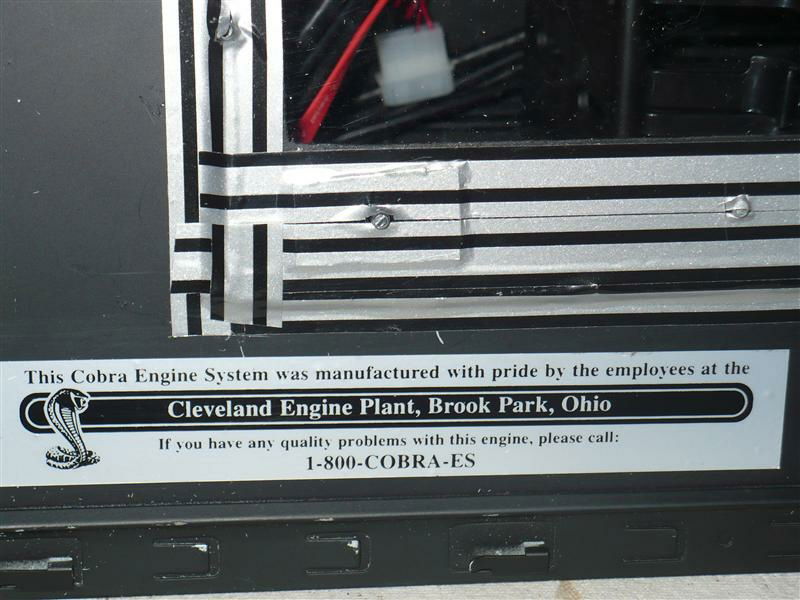 This Cobra Engine System was manufactured with pride by the employees at the
Cleveland Engine Plant, Brook Park, Ohio
If you have any quality problems with this engine, please call:
1-800-COBRA-ES